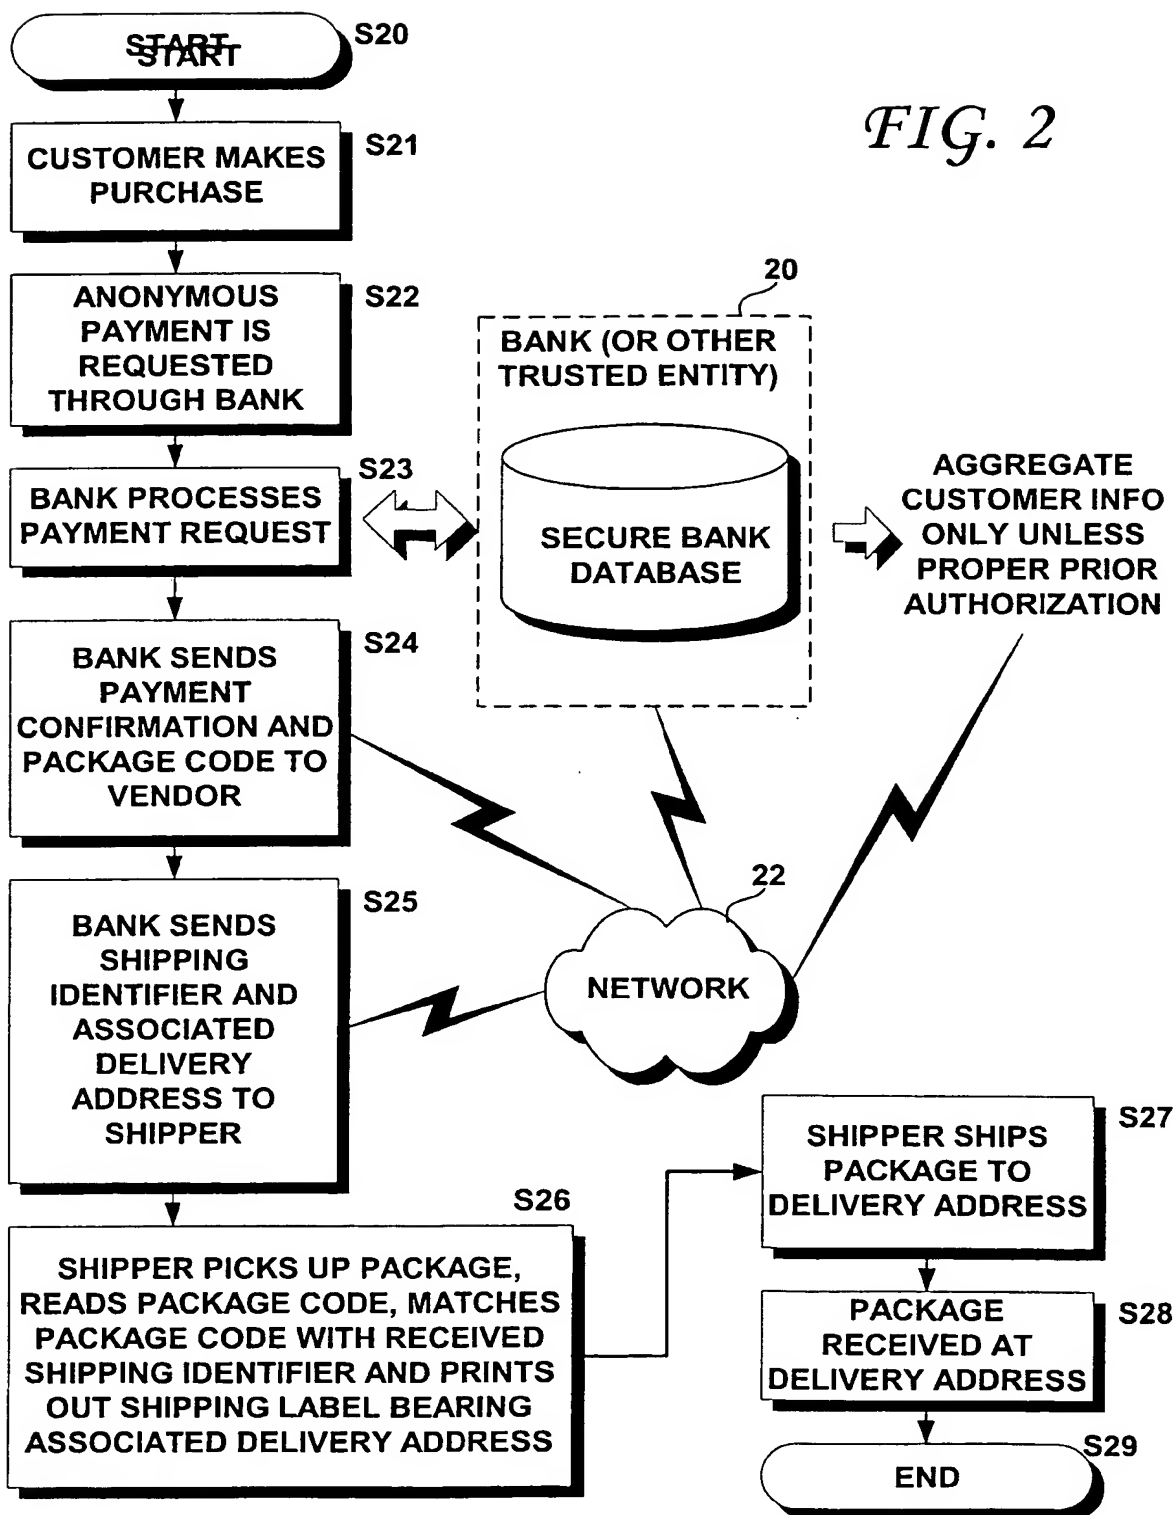 START
START
S20
FIG. 2
CUSTOMER MAKES
PURCHASE
S21
ANONYMOUS
PAYMENT IS
REQUESTED
THROUGH BANK
S22
BANK PROCESSES
PAYMENT REQUEST
S23
20
BANK (OR OTHER
TRUSTED ENTITY)
SECURE BANK
DATABASE
AGGREGATE
CUSTOMER INFO
ONLY UNLESS
PROPER PRIOR
AUTHORIZATION
BANK SENDS
PAYMENT
CONFIRMATION AND
PACKAGE CODE TO
VENDOR
S24
BANK SENDS
SHIPPING
IDENTIFIER AND
ASSOCIATED
DELIVERY
ADDRESS TO
SHIPPER
S25
22
NETWORK
SHIPPER PICKS UP PACKAGE,
READS PACKAGE CODE, MATCHES
PACKAGE CODE WITH RECEIVED
SHIPPING IDENTIFIER AND PRINTS
OUT SHIPPING LABEL BEARING
ASSOCIATED DELIVERY ADDRESS
S26
SHIPPER SHIPS
PACKAGE TO
DELIVERY ADDRESS
S27
PACKAGE
RECEIVED AT
DELIVERY ADDRESS
S28
END
S29